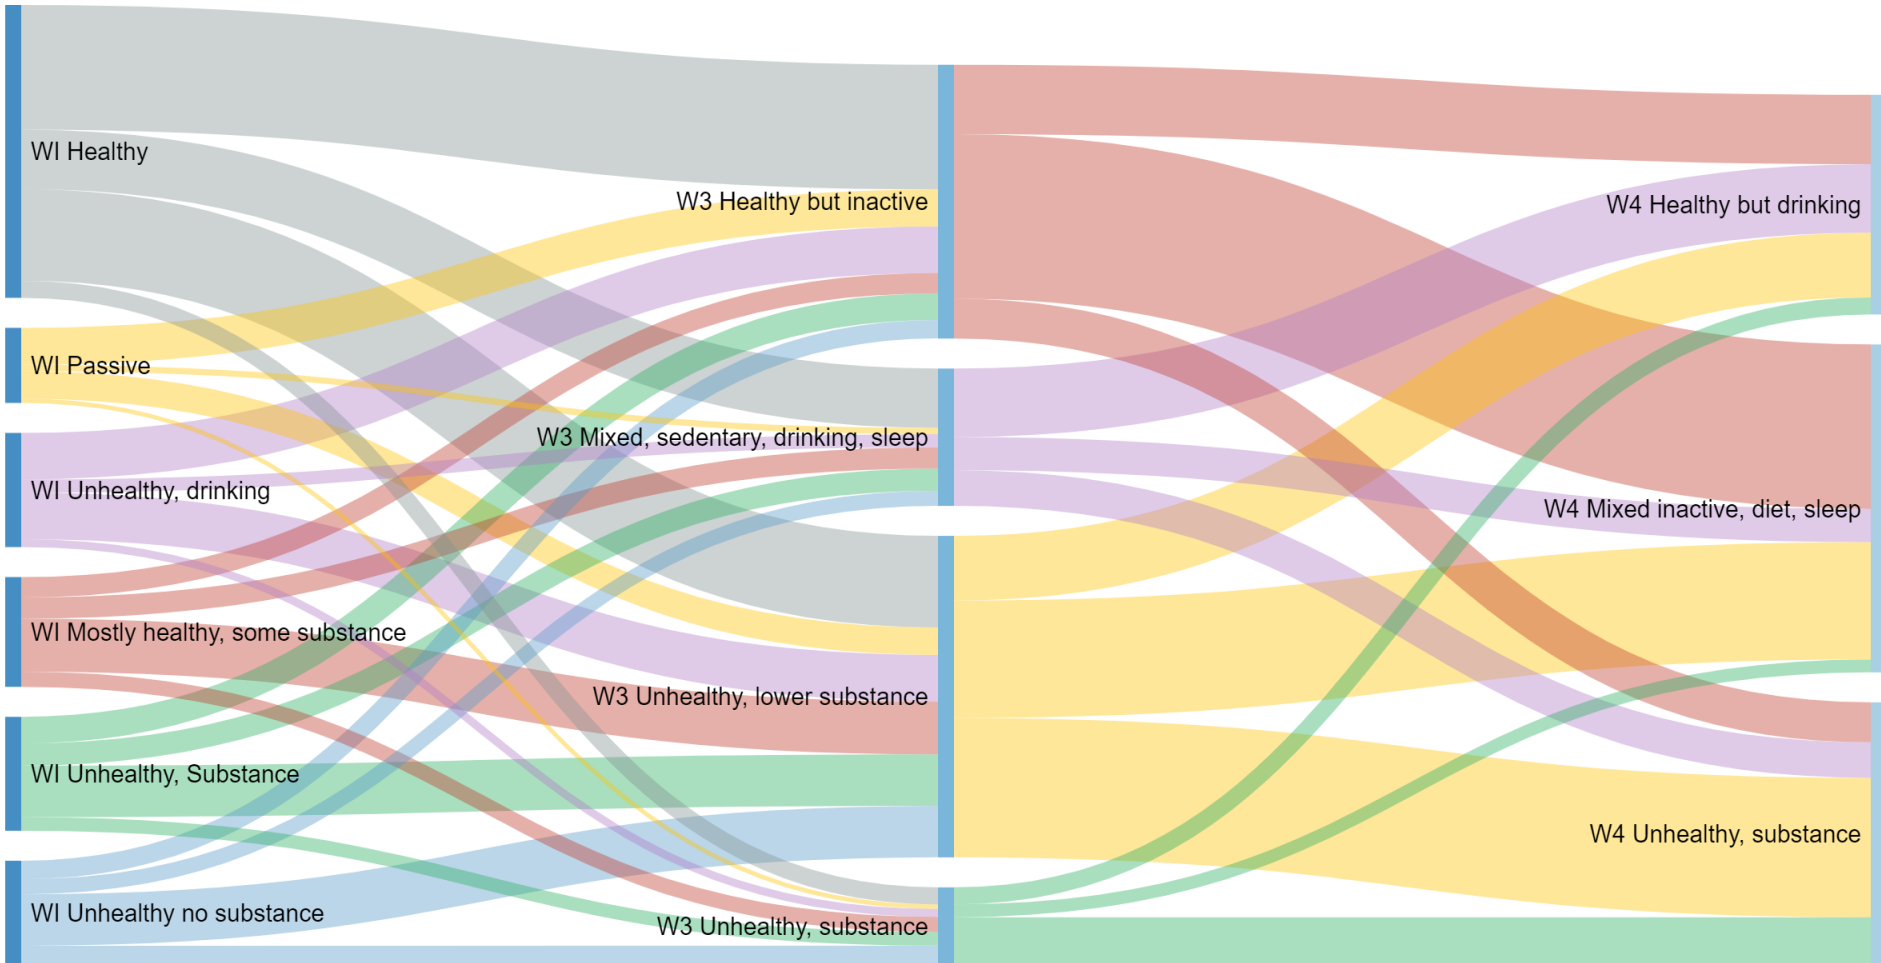 WI Healthy
WI Passive
WI Unhealthy, drinking
WI Mostly healthy, some substance
WI Unhealthy, Substance
WI Unhealthy no substance
W3 Healthy but inactive
W3 Mixed, sedentary, drinking, sleep
W3 Unhealthy, lower substance
W3 Unhealthy, substance
W4 Healthy but drinking
W4 Mixed inactive, diet, sleep
W4 Unhealthy, substance